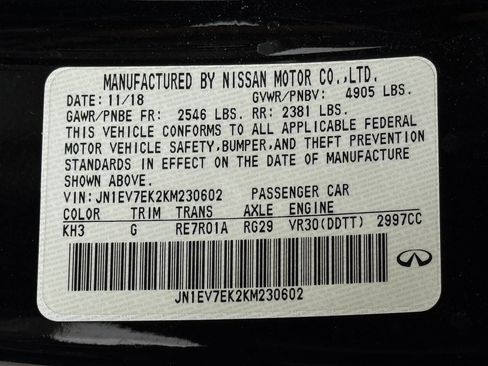 MANUFACTURED BY NISSAN MOTOR CO.,LTD.
DATE: 11/18 GVWR/PNBV: 4905 LBS.
GAWR/PNBE FR: 2546 LBS. RR: 2381 LBS.
THIS VEHICLE CONFORMS TO ALL APPLICABLE FEDERAL
MOTOR VEHICLE SAFETY, BUMPER, AND THEFT PREVENTION
STANDARDS IN EFFECT ON THE DATE OF MANUFACTURE
SHOWN ABOVE.
VIN: JN1EV7EK2KM230602 PASSENGER CAR
COLOR TRIM TRANS AXLE ENGINE
KH3 G RE7R01A RG29 VR30(DDTT) 2997CC
JN1EV7EK2KM230602